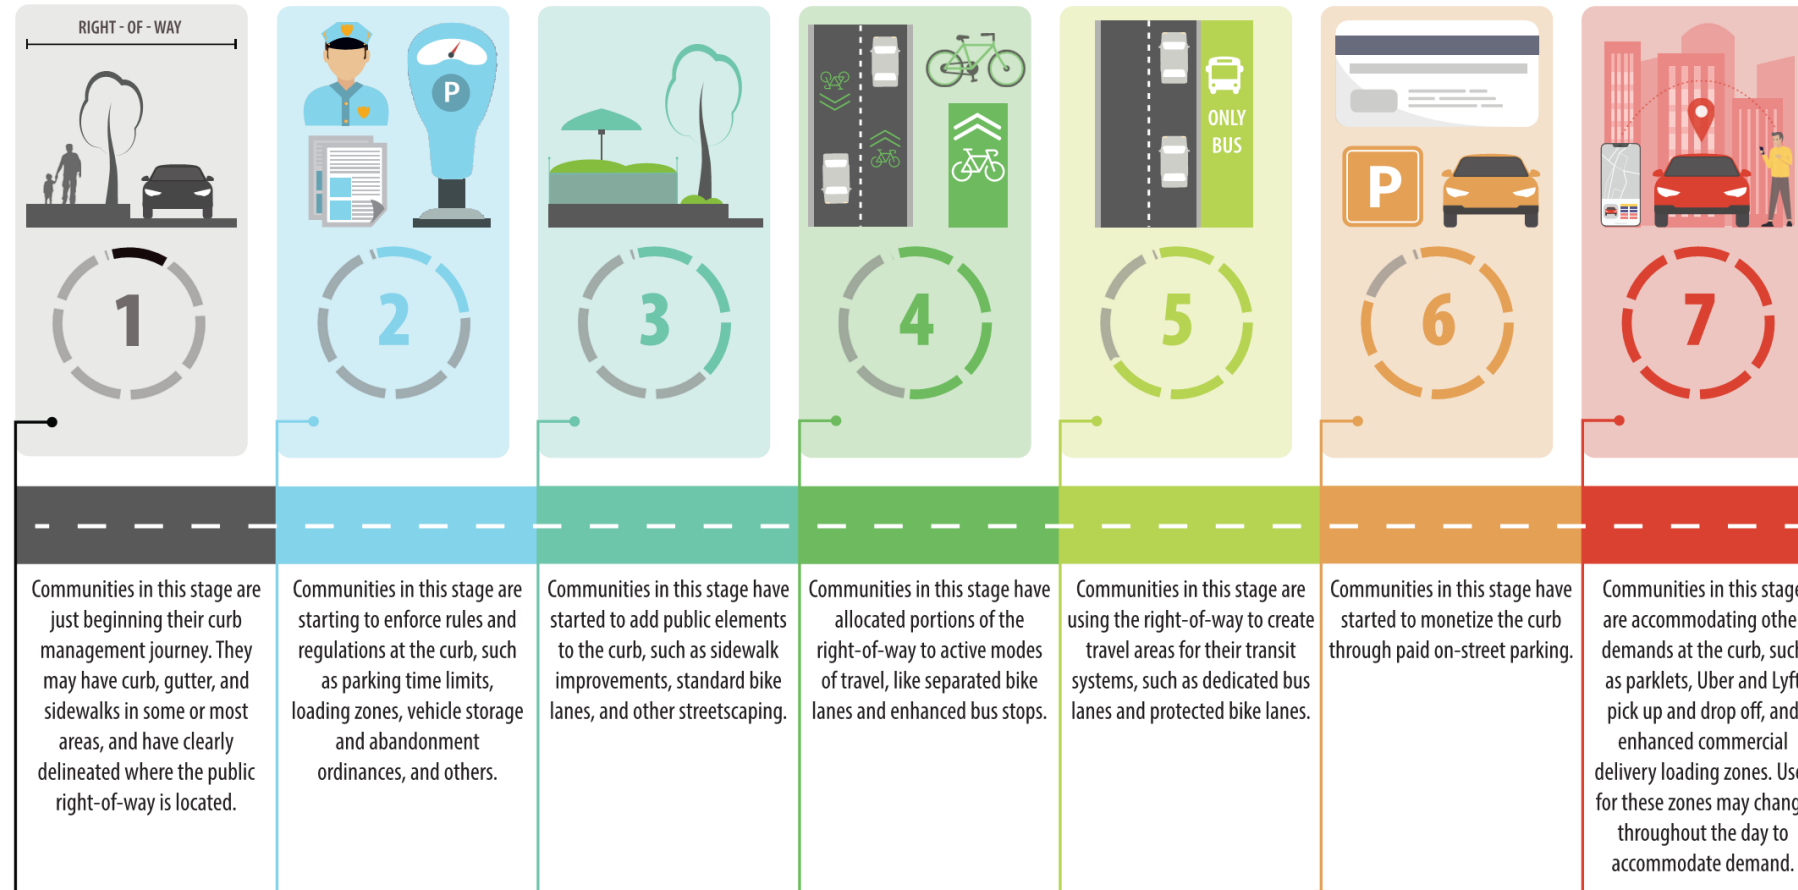 RIGHT - OF - WAY
P
ONLY
BUS
P
1
2
3
4
5
6
7
Communities in this stage are
just beginning their curb
management journey. They
may have curb, gutter, and
sidewalks in some or most
areas, and have clearly
delineated where the public
right-of-way is located.
Communities in this stage are
starting to enforce rules and
regulations at the curb, such
as parking time limits,
loading zones, vehicle storage
and abandonment
ordinances, and others.
Communities in this stage have
started to add public elements
to the curb, such as sidewalk
improvements, standard bike
lanes, and other streetscaping.
Communities in this stage have
allocated portions of the
right-of-way to active modes
of travel, like separated bike
lanes and enhanced bus stops.
Communities in this stage are
using the right-of-way to create
travel areas for their transit
systems, such as dedicated bus
lanes and protected bike lanes.
Communities in this stage have
started to monetize the curb
through paid on-street parking.
Communities in this stage
are accommodating othe
demands at the curb, such
as parklets, Uber and Lyft
pick up and drop off, and
enhanced commercial
delivery loading zones. Use
for these zones may chang
throughout the day to
accommodate demand.